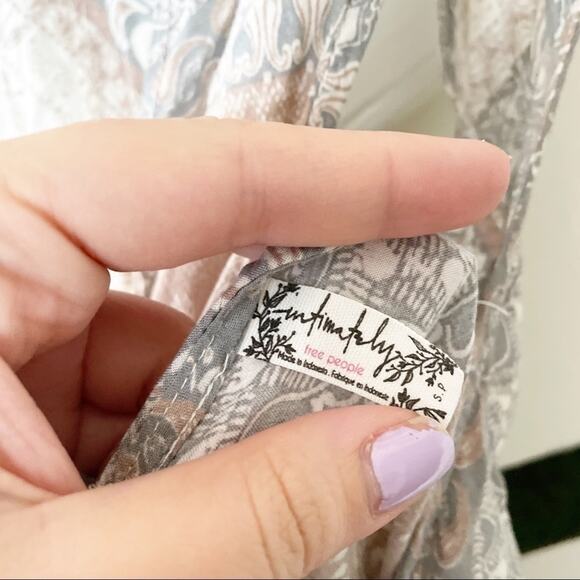 intimately
free people
Made in Indonesia . Fabriqué en Indonésie
S.P